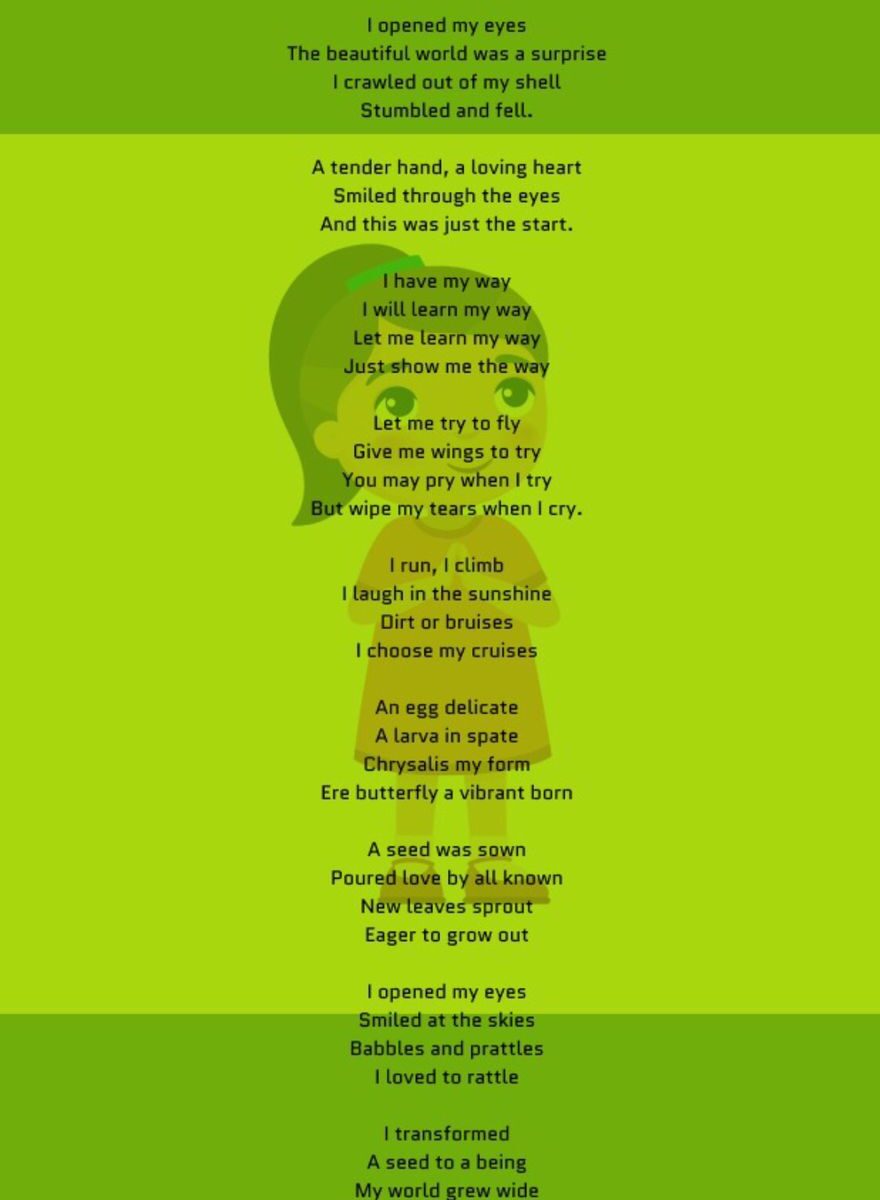 I opened my eyes
The beautiful world was a surprise
I crawled out of my shell
Stumbled and fell.
A tender hand, a loving heart
Smiled through the eyes
And this was just the start.
I have my way
I will learn my way
Let me learn my way
Just show me the way
Let me try to fly
Give me wings to try
You may pry when I try
But wipe my tears when I cry.
I run, I climb
I laugh in the sunshine
Dirt or bruises
I choose my cruises
An egg delicate
A larva in spate
Chrysalis my form
Ere butterfly a vibrant born
A seed was sown
Poured love by all known
New leaves sprout
Eager to grow out
I opened my eyes
Smiled at the skies
Babbles and prattles
I loved to rattle
I transformed
A seed to a being
My world grew wide